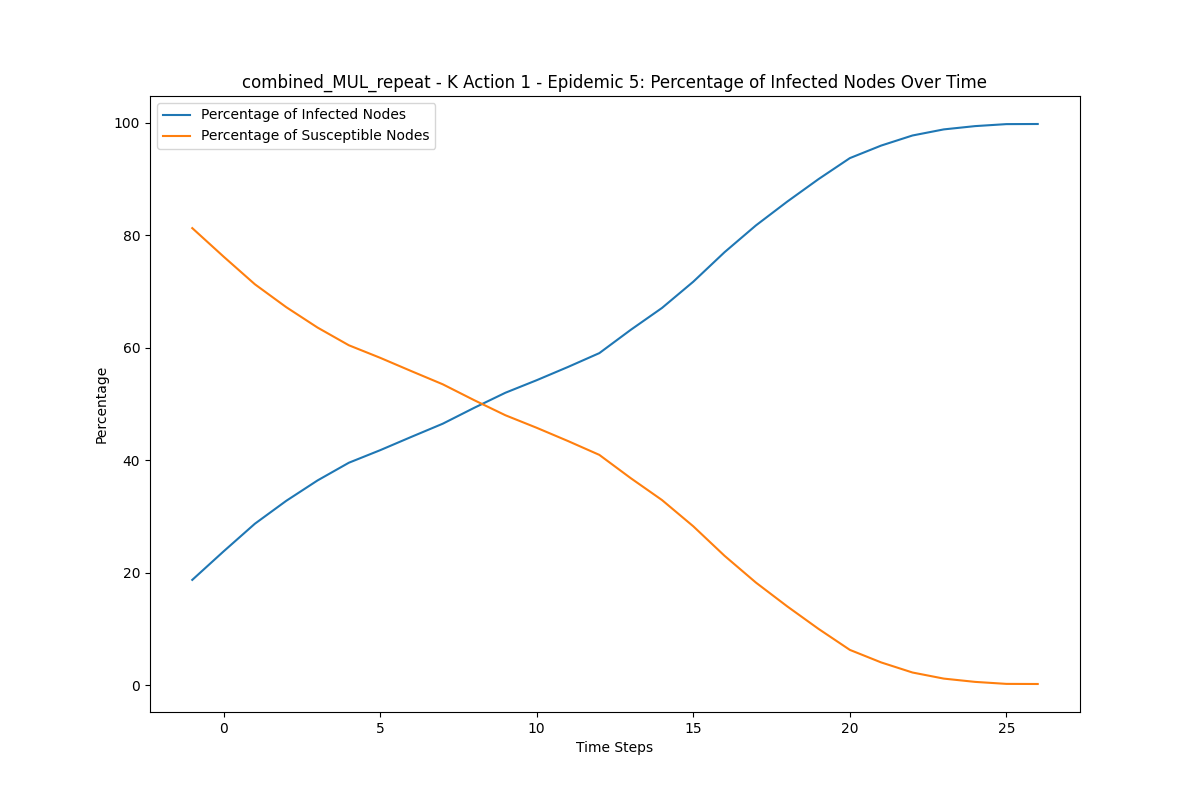 combined_MUL_repeat - K Action 1 - Epidemic 5: Percentage of Infected Nodes Over Time
Percentage of Infected Nodes
Percentage of Susceptible Nodes
100
80
60
40
20
0
Percentage
0 5 10 15 20 25
Time Steps